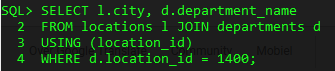 SQL> SELECT l.city, d.department_name
2 FROM locations l JOIN departments d
3 USING (location_id)
4 WHERE d.location_id = 1400;